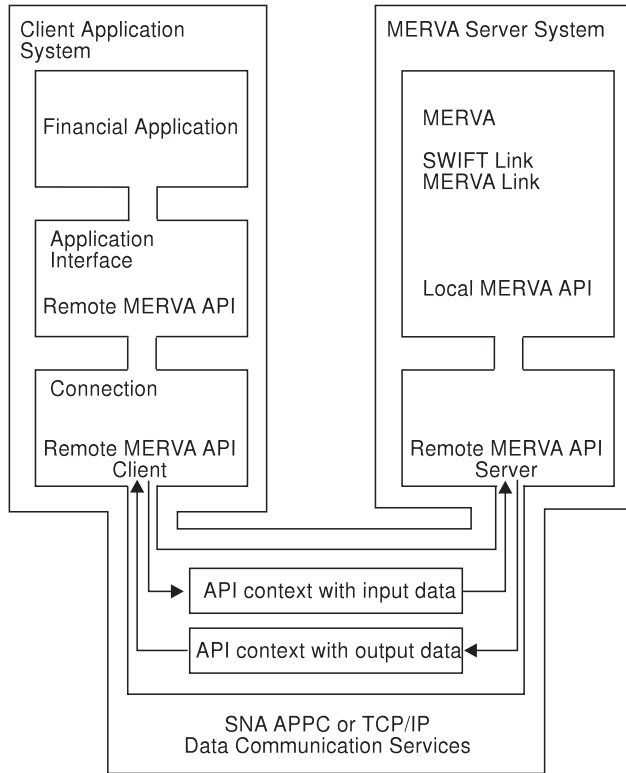 Client Application
System
Financial Application
Application
Interface
Remote MERVA API
Connection
Remote MERVA API
Client
MERVA Server System
MERVA
SWIFT Link
MERVA Link
Local MERVA API
Remote MERVA API
Server
API context with input data
API context with output data
SNA APPC or TCP/IP
Data Communication Services